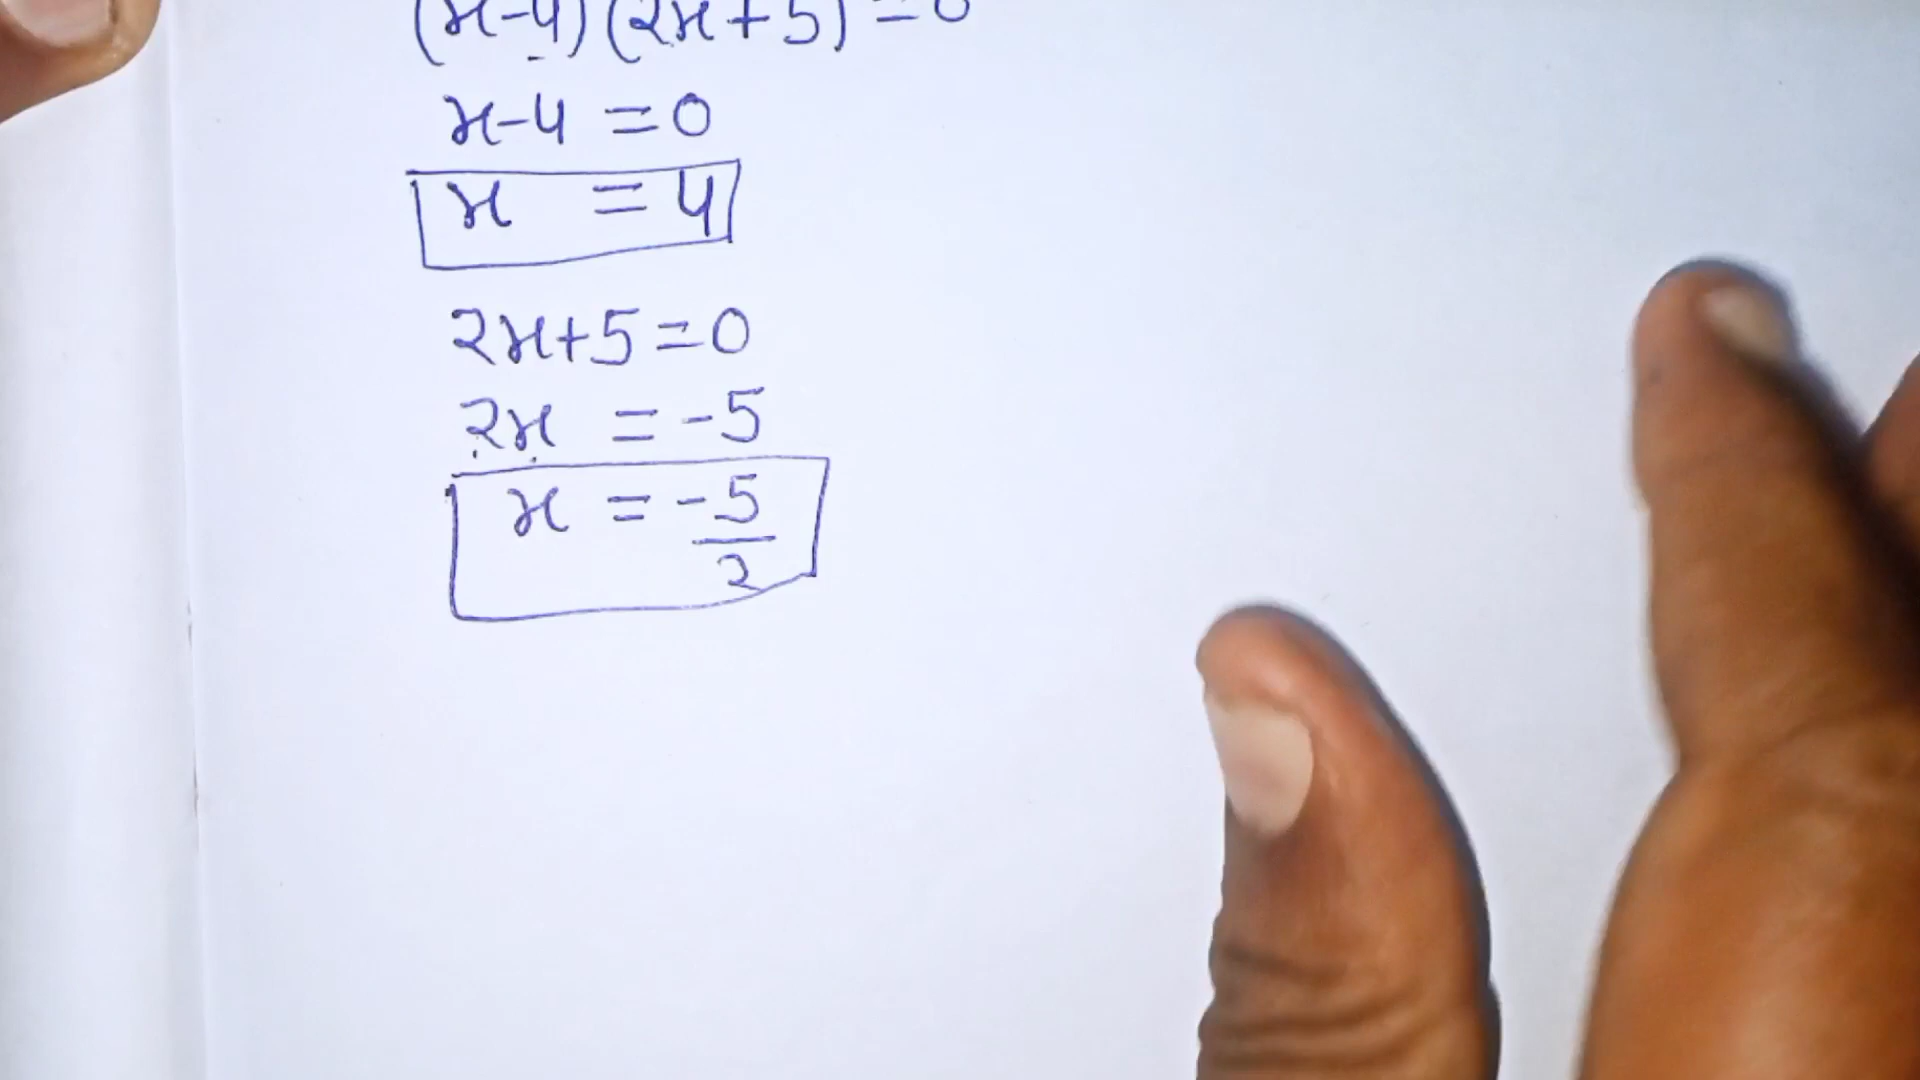 (x-4)(2x+5)=0
x-4 = 0
x = 4
2x+5=0
2x = -5
x = -5/2